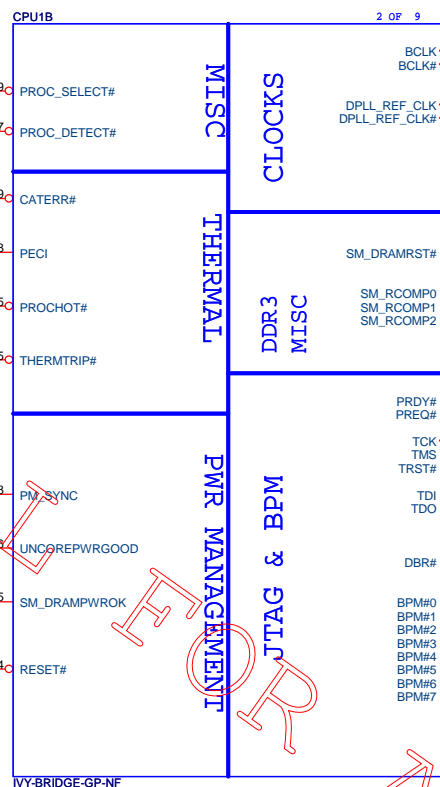 CPU1B
2 OF 9
MISC
PROC_SELECT#
PROC_DETECT#
THERMAL
CATERR#
PECI
PROCHOT#
THERMTRIP#
PWR MANAGEMENT
PM_SYNC
UNCOREPWRGOOD
SM_DRAMPWROK
RESET#
CLOCKS
BCLK
BCLK#
DPLL_REF_CLK
DPLL_REF_CLK#
DDR3
MISC
SM_DRAMRST#
SM_RCOMP0
SM_RCOMP1
SM_RCOMP2
JTAG & BPM
PRDY#
PREQ#
TCK
TMS
TRST#
TDI
TDO
DBR#
BPM#0
BPM#1
BPM#2
BPM#3
BPM#4
BPM#5
BPM#6
BPM#7
FOR
IVY-BRIDGE-GP-NF